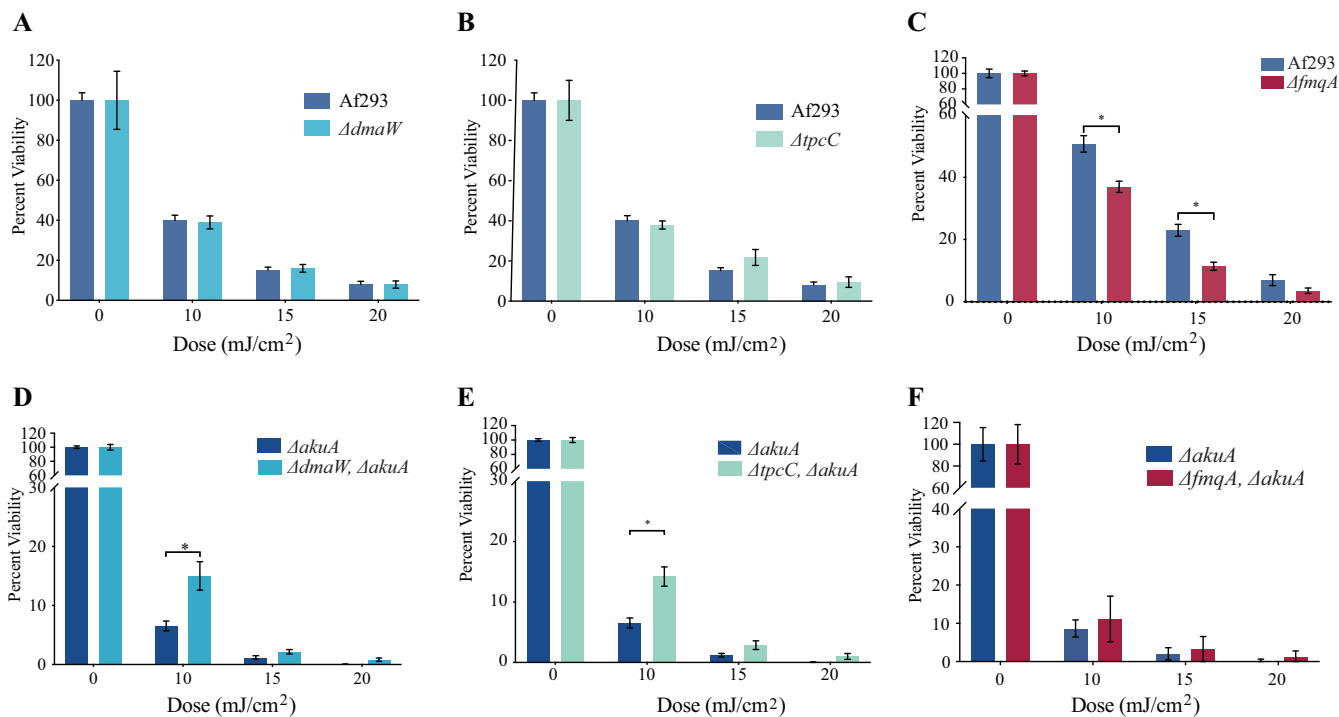 A
120
100
80
60
40
20
0
Percent Viability
Af293
ΔdmaW
0
10
15
20
Dose (mJ/cm²)
B
120
100
80
60
40
20
0
Percent Viability
Af293
ΔtpcC
0
10
15
20
Dose (mJ/cm²)
C
120
100
80
60
40
20
0
Percent Viability
Af293
ΔfmqA
*
*
0
10
15
20
Dose (mJ/cm²)
D
120
100
80
60
30
20
10
0
Percent Viability
ΔakuA
ΔdmaW, ΔakuA
*
0
10
15
20
Dose (mJ/cm²)
E
120
100
80
60
30
20
10
0
Percent Viability
ΔakuA
ΔtpcC, ΔakuA
*
0
10
15
20
Dose (mJ/cm²)
F
120
100
80
60
40
30
20
10
0
Percent Viability
ΔakuA
ΔfmqA, ΔakuA
0
10
15
20
Dose (mJ/cm²)